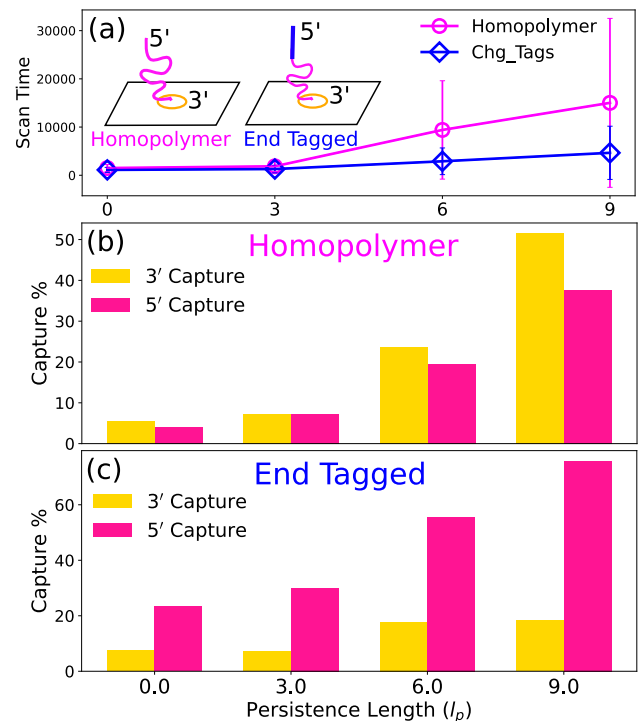 (a)
5'
5'
3'
3'
Homopolymer
End Tagged
Homopolymer
Chg_Tags
Scan Time
30000
20000
10000
0
0
3
6
9
(b)
Homopolymer
3′ Capture
5′ Capture
Capture %
50
40
30
20
10
0
(c)
End Tagged
3′ Capture
5′ Capture
Capture %
60
40
20
0
0.0
3.0
6.0
9.0
Persistence Length (lₚ)